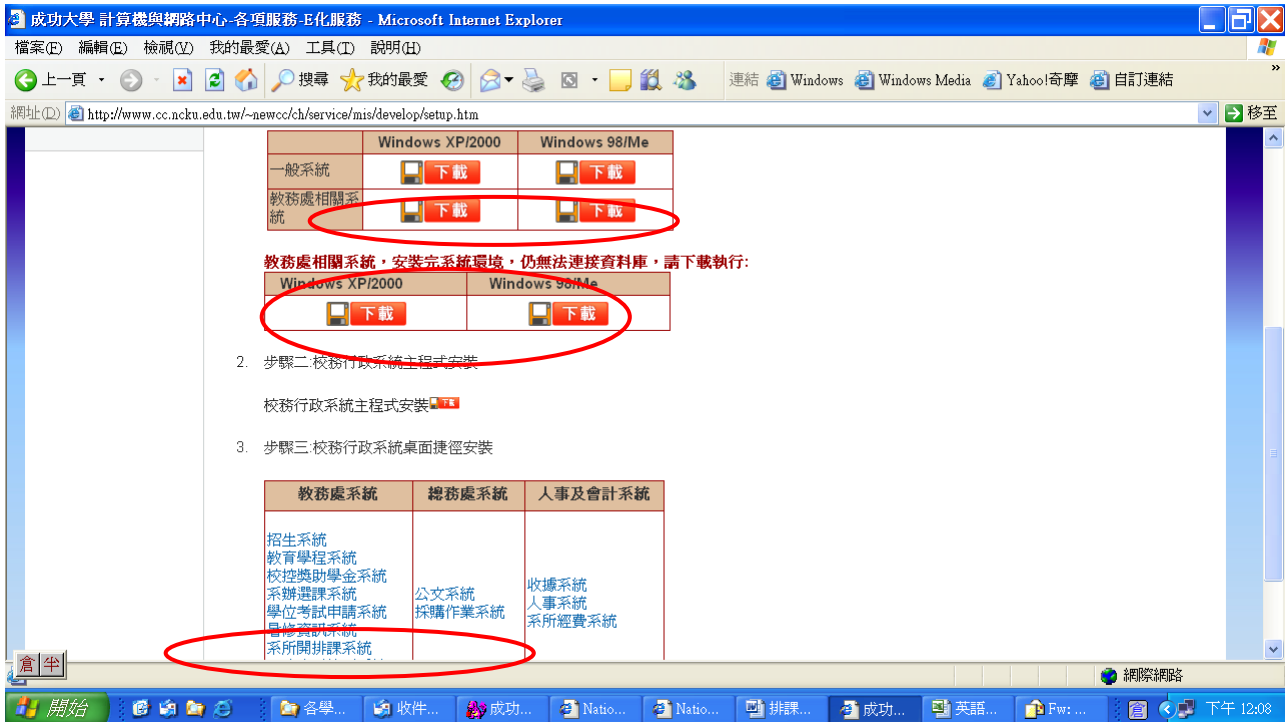 成功大學 計算機與網路中心-各項服務-E化服務 - Microsoft Internet Explorer
檔案(F) 編輯(E) 檢視(V) 我的最愛(A) 工具(T) 說明(H)
上一頁 搜尋 我的最愛 連結 Windows Windows Media Yahoo!奇摩 自訂連結 »
網址(D) http://www.cc.ncku.edu.tw/~newcc/ch/service/mis/develop/setup.htm 移至
Windows XP/2000 Windows 98/Me
一般系統 下載 下載
教務處相關系統 下載 下載
教務處相關系統，安裝完系統環境，仍無法連接資料庫，請下載執行:
Windows XP/2000 Windows 98/Me
下載 下載
2. 步驟二:校務行政系統主程式安裝
校務行政系統主程式安裝 下載
3. 步驟三:校務行政系統桌面捷徑安裝
教務處系統 總務處系統 人事及會計系統
招生系統
教育學程系統
校控獎助學金系統
系辦選課系統
學位考試申請系統
暑修資訊系統
系所開排課系統
公文系統
採購作業系統
收據系統
人事系統
系所經費系統
倉 半
網際網路
開始 各學... 收件... 成功... Natio... Natio... 排課... 成功... 英語... Fw: ... 倉 下午 12:08